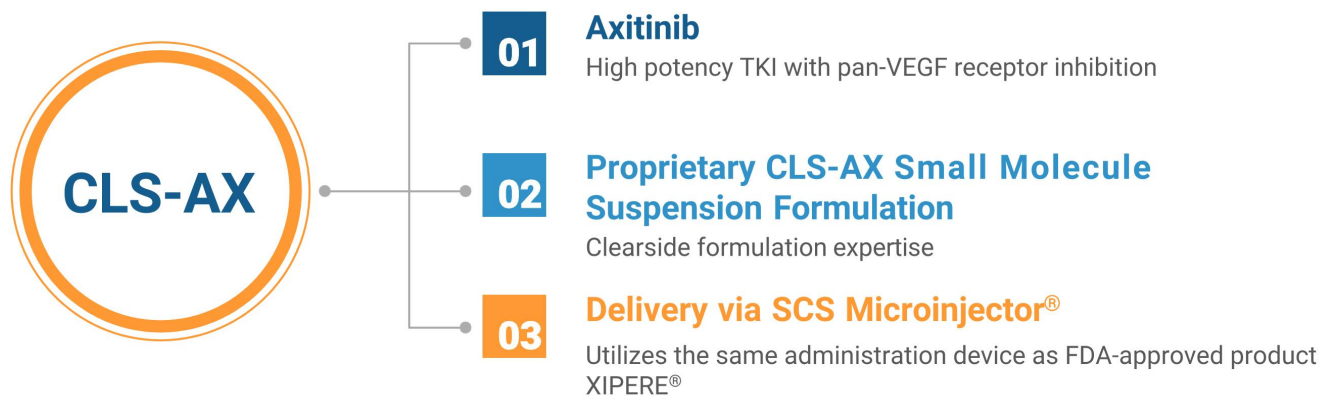 CLS-AX
01
Axitinib
High potency TKI with pan-VEGF receptor inhibition
02
Proprietary CLS-AX Small Molecule
Suspension Formulation
Clearside formulation expertise
03
Delivery via SCS Microinjector®
Utilizes the same administration device as FDA-approved product
XIPERE®